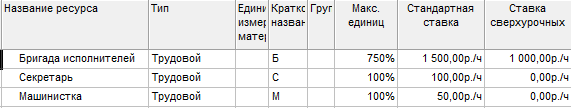 Название ресурса Тип Едини измер матер Кратко назван Груг Макс. единиц Стандартная ставка Ставка сверхурочных
Бригада исполнителей Трудовой Б 750% 1 500,00р./ч 1 000,00р./ч
Секретарь Трудовой С 100% 100,00р./ч 0,00р./ч
Машинистка Трудовой М 100% 50,00р./ч 0,00р./ч